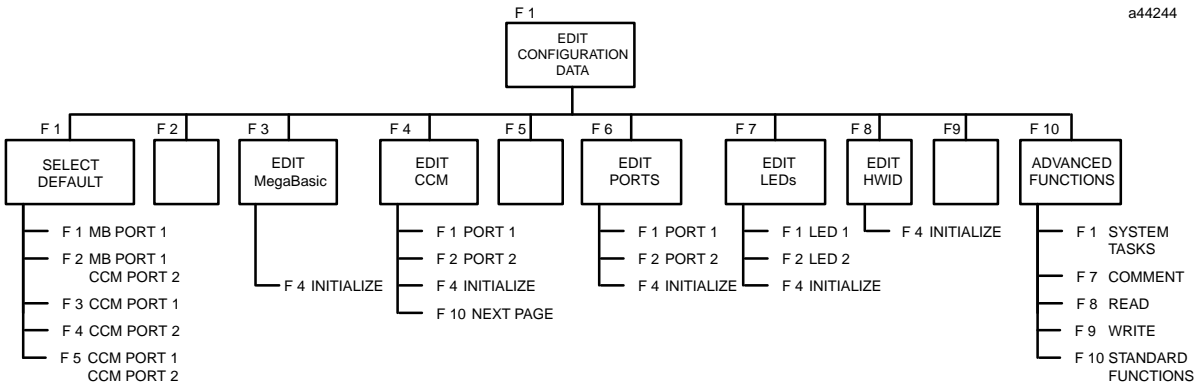 F 1
a44244
EDIT
CONFIGURATION
DATA
F 1
F 2
F 3
F 4
F 5
F 6
F 7
F 8
F9
F 10
SELECT
DEFAULT
EDIT
MegaBasic
EDIT
CCM
EDIT
PORTS
EDIT
LEDs
EDIT
HWID
ADVANCED
FUNCTIONS
F 1 MB PORT 1
F 2 MB PORT 1
CCM PORT 2
F 3 CCM PORT 1
F 4 CCM PORT 2
F 5 CCM PORT 1
CCM PORT 2
F 4 INITIALIZE
F 1 PORT 1
F 2 PORT 2
F 4 INITIALIZE
F 10 NEXT PAGE
F 1 PORT 1
F 2 PORT 2
F 4 INITIALIZE
F 1 LED 1
F 2 LED 2
F 4 INITIALIZE
F 4 INITIALIZE
F 1 SYSTEM
TASKS
F 7 COMMENT
F 8 READ
F 9 WRITE
F 10 STANDARD
FUNCTIONS